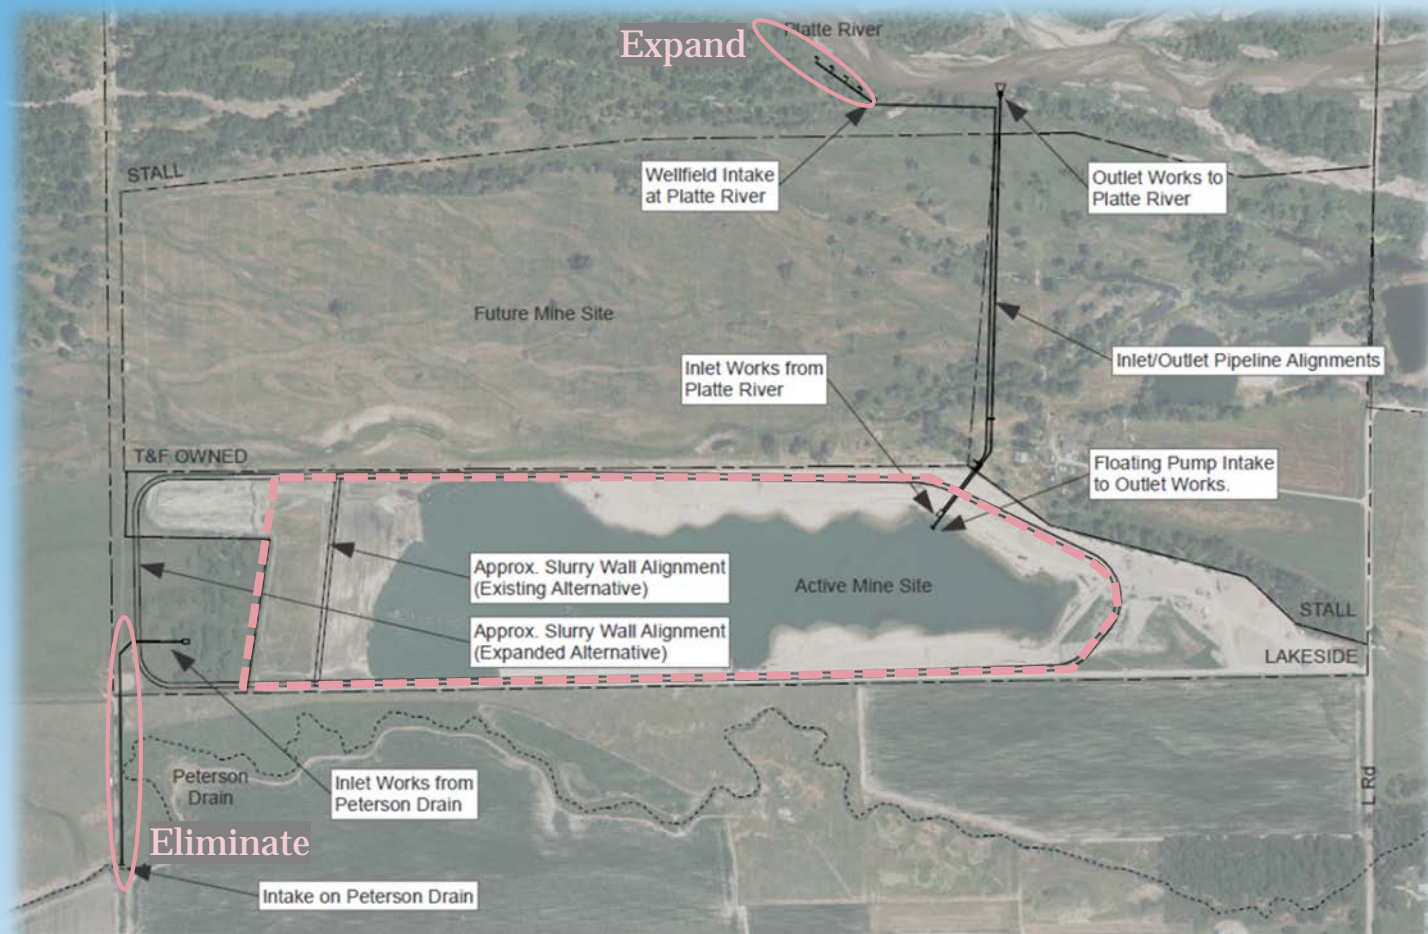 Platte River
Expand
STALL
Wellfield Intake
at Platte River
Outlet Works to
Platte River
Future Mine Site
Inlet Works from
Platte River
Inlet/Outlet Pipeline Alignments
T&F OWNED
Floating Pump Intake
to Outlet Works.
Approx. Slurry Wall Alignment
(Existing Alternative)
Active Mine Site
Approx. Slurry Wall Alignment
(Expanded Alternative)
STALL
LAKESIDE
Peterson
Drain
Inlet Works from
Peterson Drain
L Rd
Eliminate
Intake on Peterson Drain